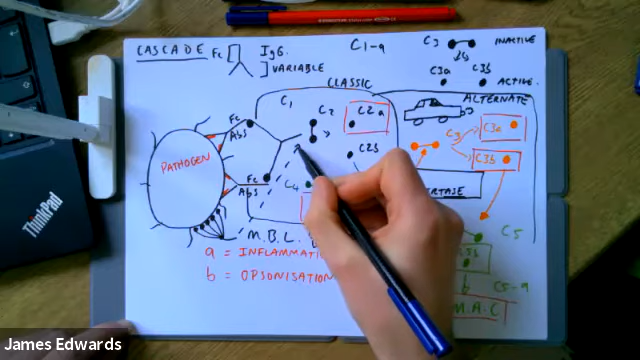 CASCADE
Fc
IgG.
VARIABLE
C1-9
C3
INACTIVE
C3a
C3b
ACTIVE.
CLASSIC
ALTERNATE
C1
C2
C2a
C2b
C4
Fc
Abs
Fc
Abs
PATHOGEN
C3
C3a
C3b
C5
C5-9
M.A.C
M.B.L.
a = INFLAMMATI
b = OPSONISATION
ThinkPad
James Edwards